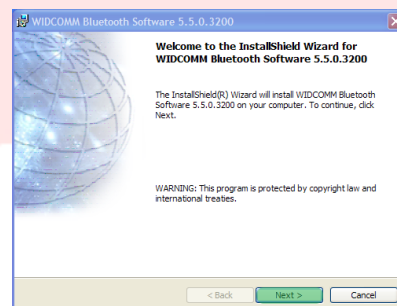 WIDCOMM Bluetooth Software 5.5.0.3200
Welcome to the InstallShield Wizard for
WIDCOMM Bluetooth Software 5.5.0.3200
The InstallShield(R) Wizard will install WIDCOMM Bluetooth
Software 5.5.0.3200 on your computer. To continue, click
Next.
WARNING: This program is protected by copyright law and
international treaties.
< Back Next > Cancel